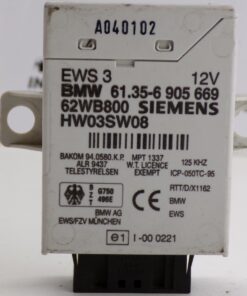 A040102
EWS 3 12V
BMW 61.35-6 905 669
62WB800 SIEMENS
HW03SW08
BAKOM 94.0580.K.P. MPT 1337
ALR 9437 W.T. LICENCE 125 KHZ
TELESTYRELSEN EXEMPT ICP-050TC-95
B Z T G750 RTT/D/X1162
BMW
BMW AG EWS
EWS/FZV MÜNCHEN
e1 I-00 0221